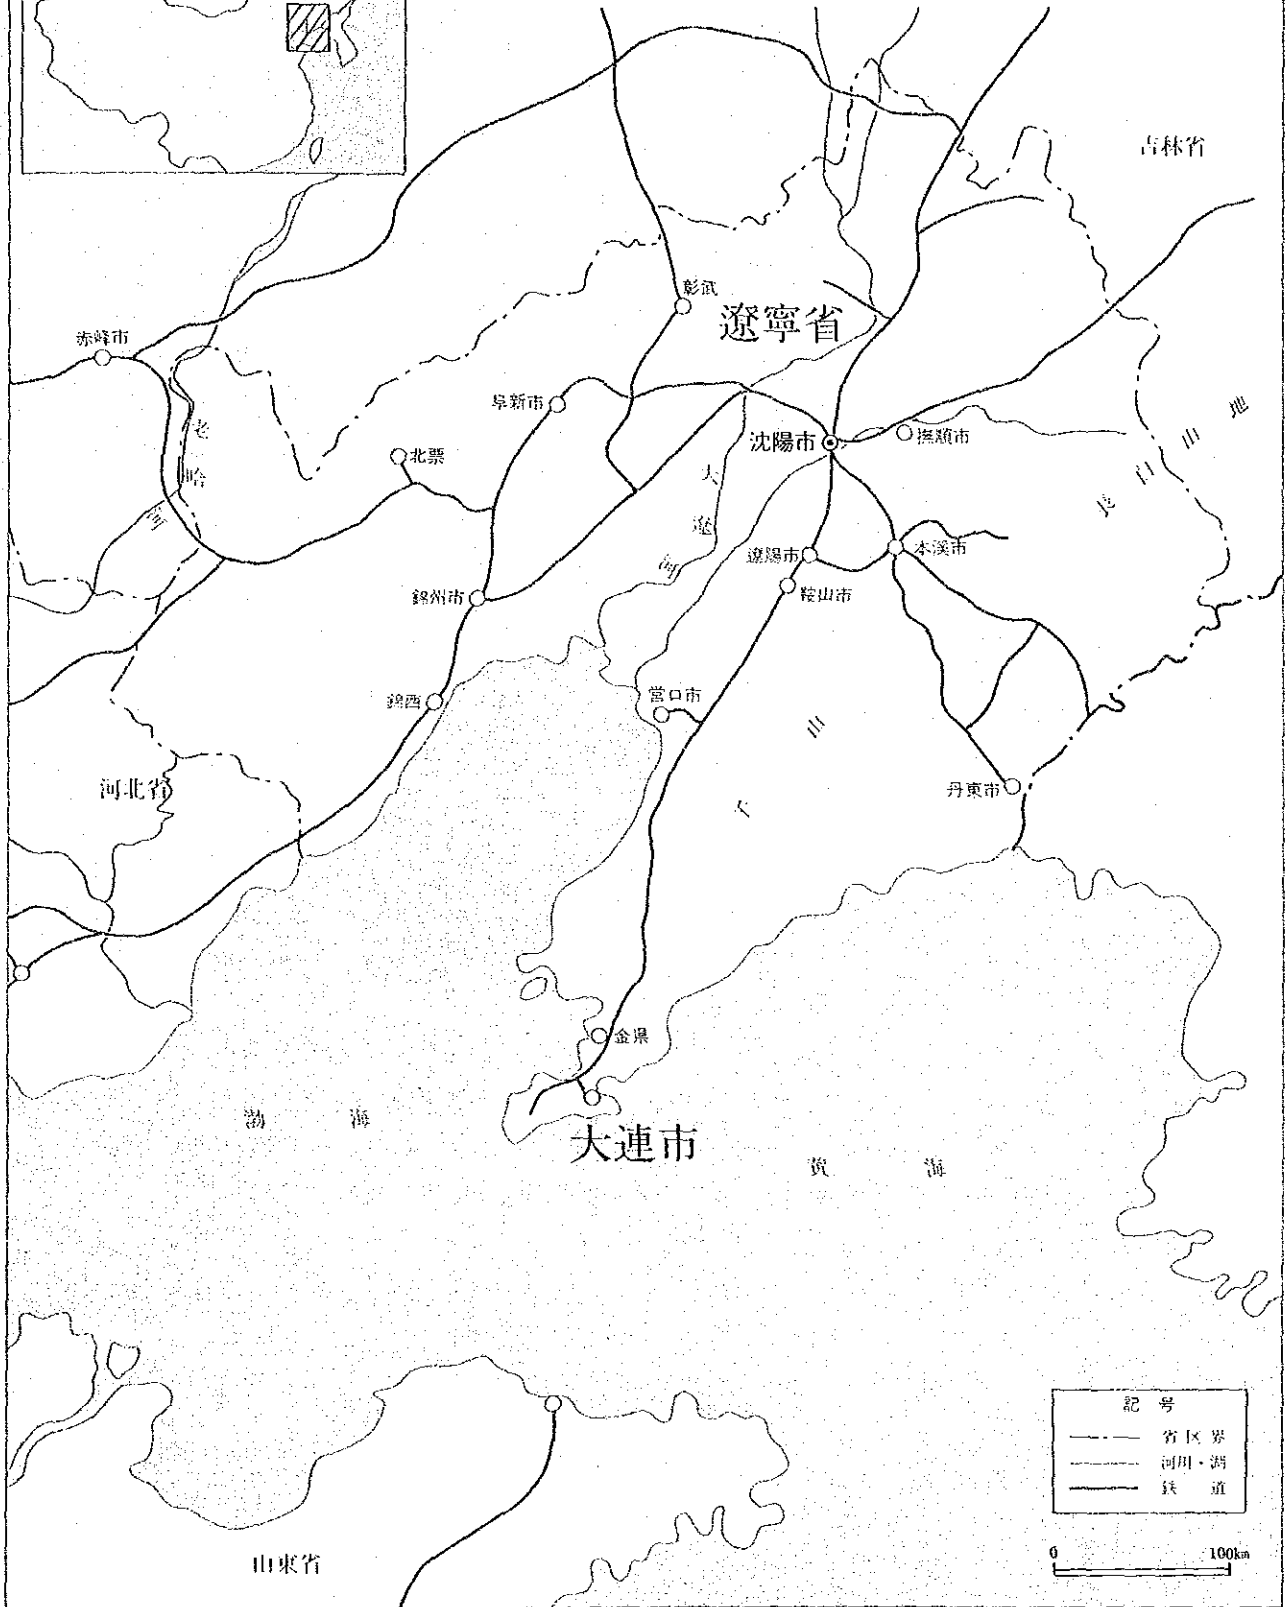 吉林省
彰武
遼寧省
赤峰市
阜新市
老哈河
北票
沈陽市
撫順市
長白山地
大遼河
遼陽市
本溪市
錦州市
鞍山市
錦西
営口市
千山
河北省
丹東市
金県
渤海
大連市
黄海
記号
省区界
河川・湖
鉄道
山東省
0 100km